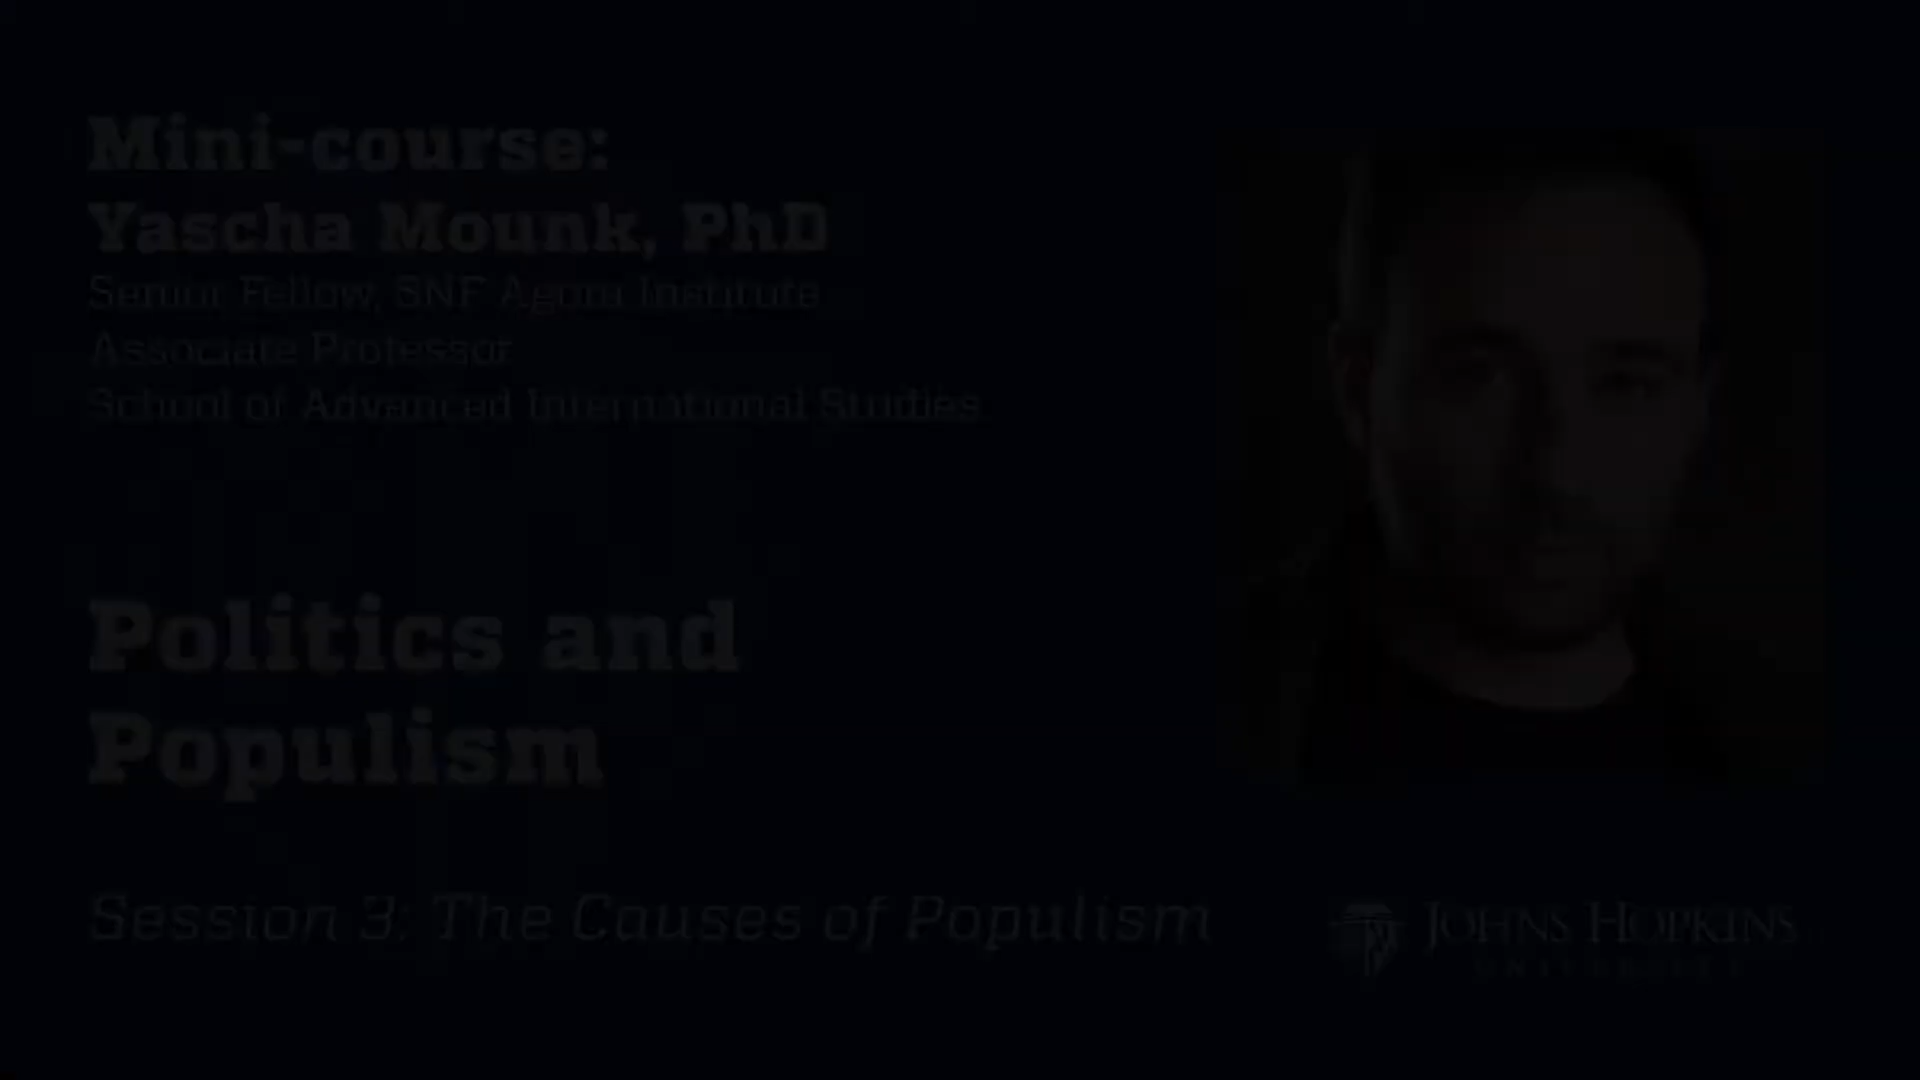 Mini-course:
Yascha Mounk, PhD
Senior Fellow, SNF Agora Institute
Associate Professor
School of Advanced International Studies
Politics and
Populism
Session 3: The Causes of Populism
JOHNS HOPKINS
UNIVERSITY